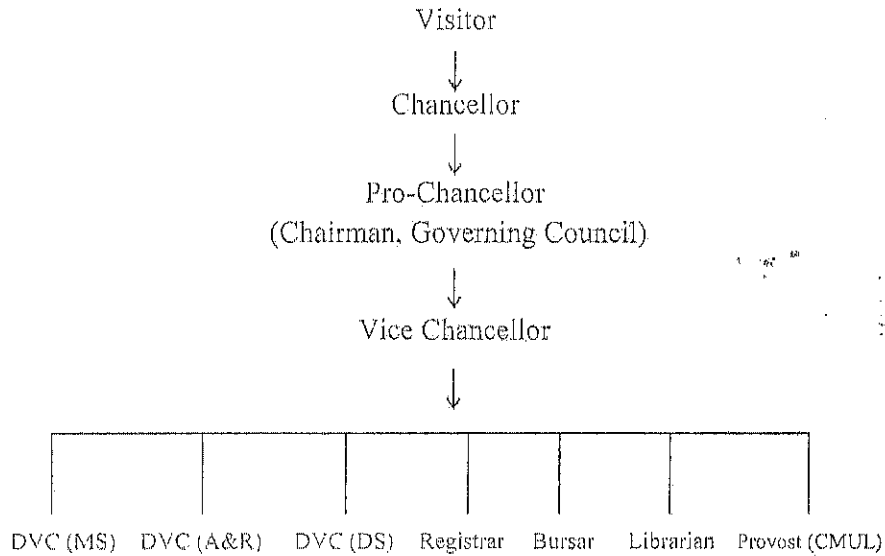 Visitor
Chancellor
Pro-Chancellor
(Chairman, Governing Council)
Vice Chancellor
DVC (MS) DVC (A&R) DVC (DS) Registrar Bursar Librarian Provost (CMUL)